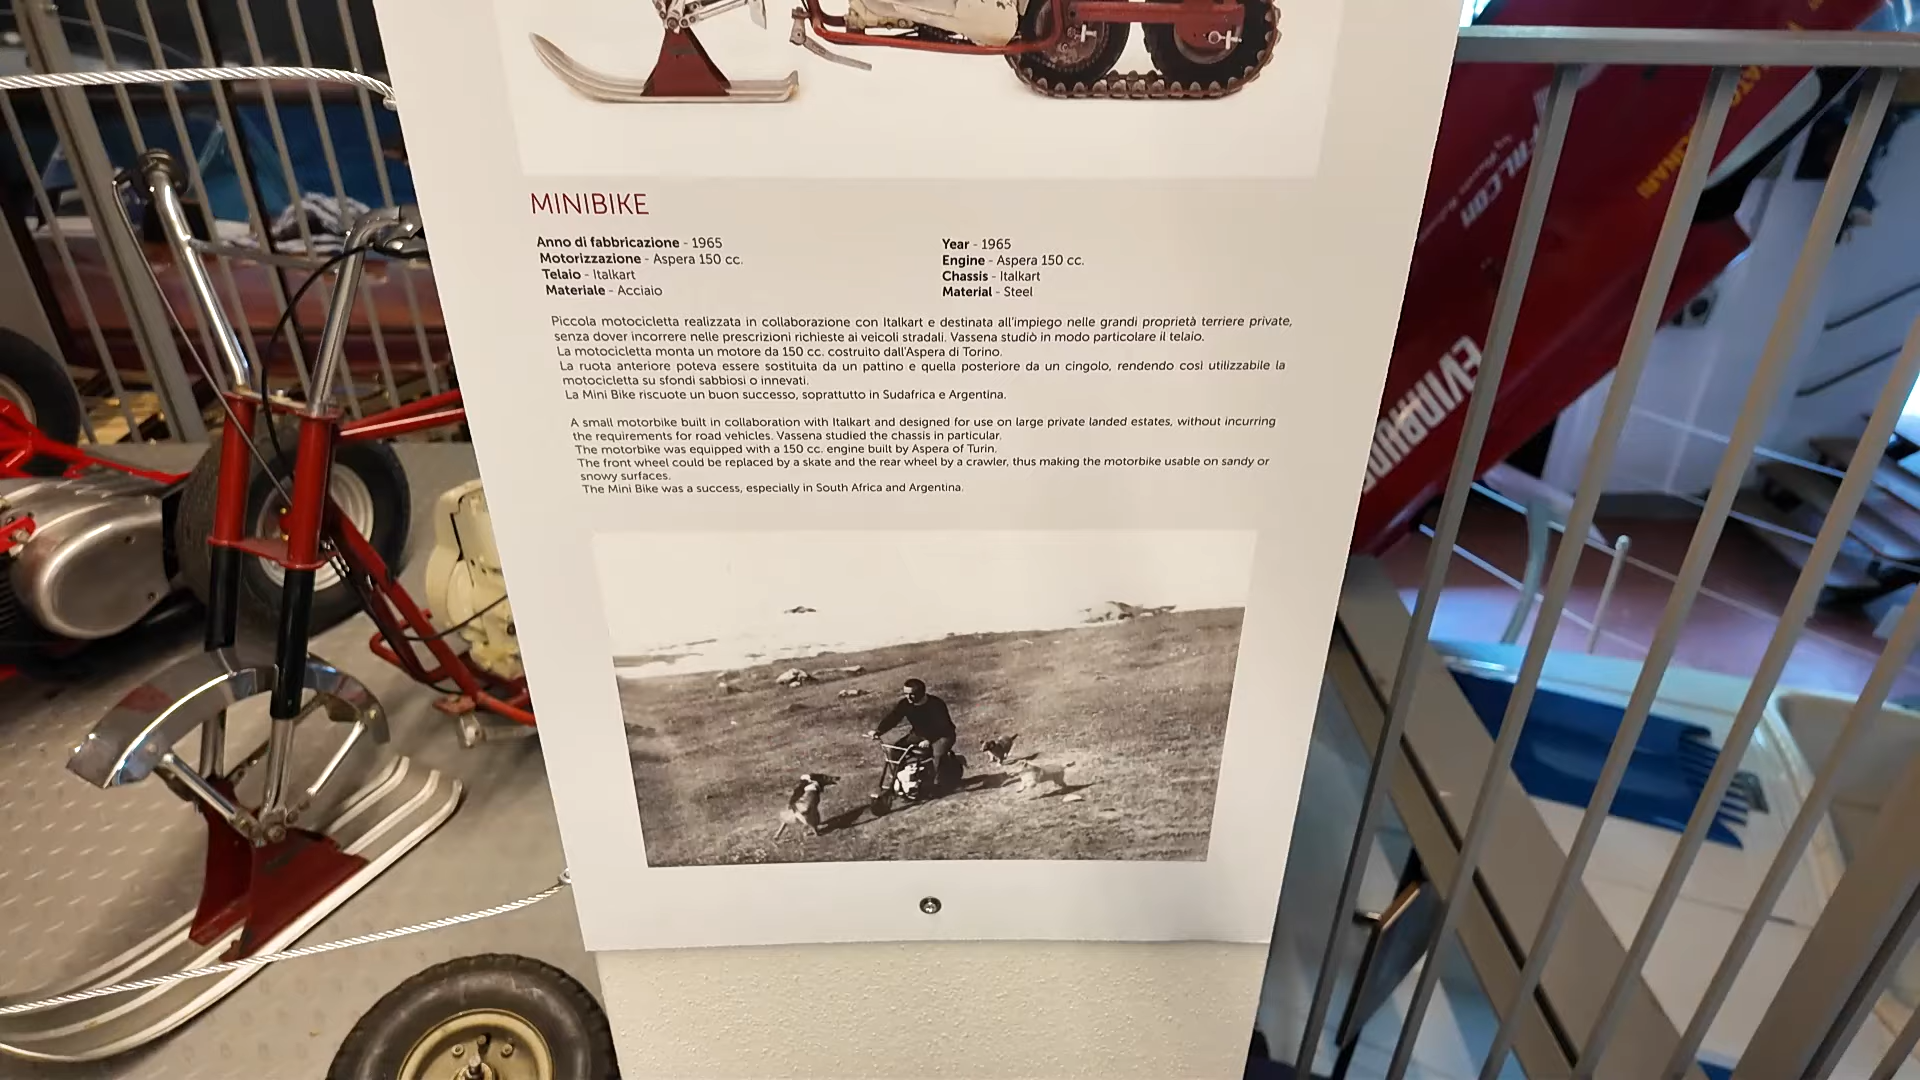 MINIBIKE
Anno di fabbricazione - 1965
Motorizzazione - Aspera 150 cc.
Telaio - Italkart
Materiale - Acciaio
Year - 1965
Engine - Aspera 150 cc.
Chassis - Italkart
Material - Steel
Piccola motocicletta realizzata in collaborazione con Italkart e destinata all'impiego nelle grandi proprietà terriere private,
senza dover incorrere nelle prescrizioni richieste ai veicoli stradali. Vassena studiò in modo particolare il telaio.
La motocicletta monta un motore da 150 cc. costruito dall'Aspera di Torino.
La ruota anteriore poteva essere sostituita da un pattino e quella posteriore da un cingolo, rendendo così utilizzabile la
motocicletta su sfondi sabbiosi o innevati.
La Mini Bike riscuote un buon successo, soprattutto in Sudafrica e Argentina.
A small motorbike built in collaboration with Italkart and designed for use on large private landed estates, without incurring
the requirements for road vehicles. Vassena studied the chassis in particular.
The motorbike was equipped with a 150 cc. engine built by Aspera of Turin.
The front wheel could be replaced by a skate and the rear wheel by a crawler, thus making the motorbike usable on sandy or
snowy surfaces.
The Mini Bike was a success, especially in South Africa and Argentina.
EVINRUDE